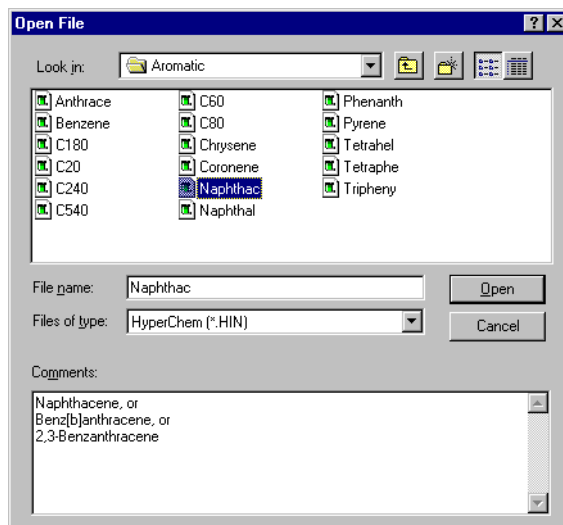 Open File
Look in: Aromatic
Anthrace C60 Phenanth
Benzene C80 Pyrene
C180 Chrysene Tetrahel
C20 Coronene Tetraphe
C240 Naphthac Tripheny
C540 Naphthal
File name: Naphthac Open
Files of type: HyperChem (*.HIN) Cancel
Comments:
Naphthacene, or
Benz[b]anthracene, or
2,3-Benzanthracene